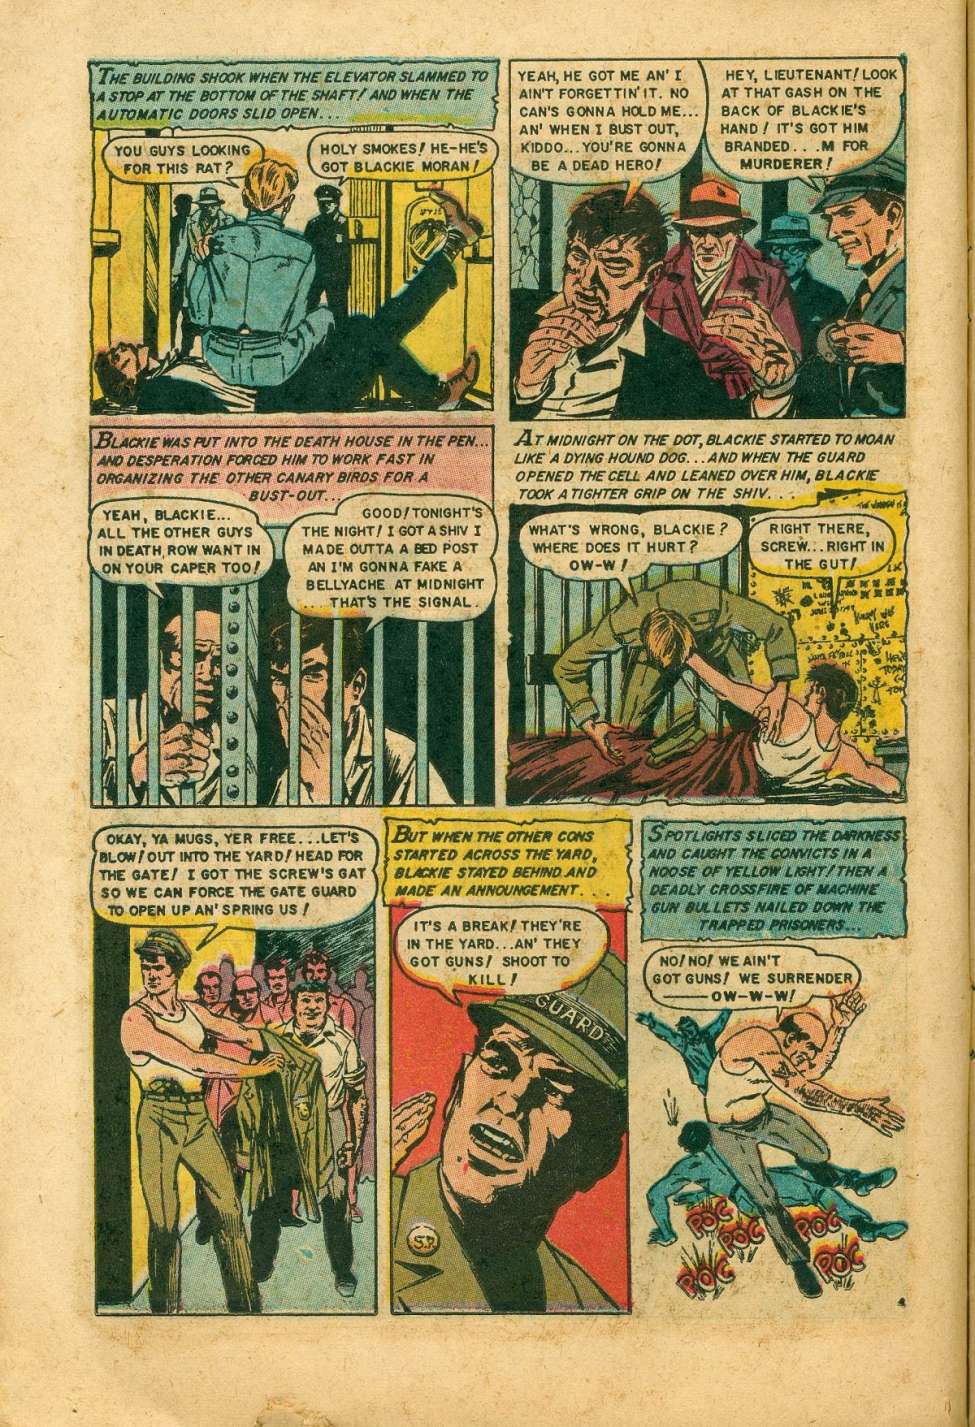 THE BUILDING SHOOK WHEN THE ELEVATOR SLAMMED TO
A STOP AT THE BOTTOM OF THE SHAFT! AND WHEN THE
AUTOMATIC DOORS SLID OPEN...
YOU GUYS LOOKING
FOR THIS RAT?
HOLY SMOKES! HE-HE'S
GOT BLACKIE MORAN!
YEAH, HE GOT ME AN' I
AIN'T FORGETTIN' IT. NO
CAN'S GONNA HOLD ME...
AN' WHEN I BUST OUT,
KIDDO...YOU'RE GONNA
BE A DEAD HERO!
HEY, LIEUTENANT! LOOK
AT THAT GASH ON THE
BACK OF BLACKIE'S
HAND! IT'S GOT HIM
BRANDED...M FOR
MURDERER!
BLACKIE WAS PUT INTO THE DEATH HOUSE IN THE PEN...
AND DESPERATION FORCED HIM TO WORK FAST IN
ORGANIZING THE OTHER CANARY BIRDS FOR A
BUST-OUT...
YEAH, BLACKIE...
ALL THE OTHER GUYS
IN DEATH ROW WANT IN
ON YOUR CAPER TOO!
GOOD! TONIGHT'S
THE NIGHT! I GOT A SHIV I
MADE OUTTA A BED POST
AN I'M GONNA FAKE A
BELLYACHE AT MIDNIGHT
...THAT'S THE SIGNAL.
AT MIDNIGHT ON THE DOT, BLACKIE STARTED TO MOAN
LIKE A DYING HOUND DOG...AND WHEN THE GUARD
OPENED THE CELL AND LEANED OVER HIM, BLACKIE
TOOK A TIGHTER GRIP ON THE SHIV...
WHAT'S WRONG, BLACKIE?
WHERE DOES IT HURT?
OW-W!
RIGHT THERE,
SCREW...RIGHT IN
THE GUT!
OKAY, YA MUGS, YER FREE...LET'S
BLOW! OUT INTO THE YARD! HEAD FOR
THE GATE! I GOT THE SCREW'S GAT
SO WE CAN FORCE THE GATE GUARD
TO OPEN UP AN' SPRING US!
BUT WHEN THE OTHER CONS
STARTED ACROSS THE YARD,
BLACKIE STAYED BEHIND AND
MADE AN ANNOUNCEMENT...
IT'S A BREAK! THEY'RE
IN THE YARD...AN' THEY
GOT GUNS! SHOOT TO
KILL!
GUARD
S.P.
SPOTLIGHTS SLICED THE DARKNESS
AND CAUGHT THE CONVICTS IN A
NOOSE OF YELLOW LIGHT! THEN A
DEADLY CROSSFIRE OF MACHINE
GUN BULLETS NAILED DOWN THE
TRAPPED PRISONERS...
NO! NO! WE AIN'T
GOT GUNS! WE SURRENDER
——OW-W-W!
POC
POC
POC
POC
POC
4